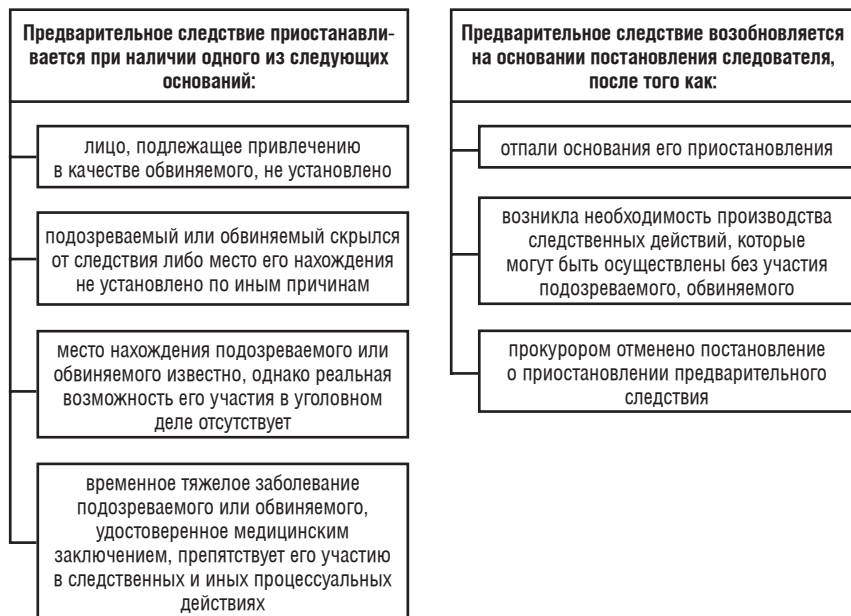 Предварительное следствие приостанавли-
вается при наличии одного из следующих
оснований:
лицо, подлежащее привлечению
в качестве обвиняемого, не установлено
подозреваемый или обвиняемый скрылся
от следствия либо место его нахождения
не установлено по иным причинам
место нахождения подозреваемого или
обвиняемого известно, однако реальная
возможность его участия в уголовном
деле отсутствует
временное тяжелое заболевание
подозреваемого или обвиняемого,
удостоверенное медицинским
заключением, препятствует его участию
в следственных и иных процессуальных
действиях
Предварительное следствие возобновляется
на основании постановления следователя,
после того как:
отпали основания его приостановления
возникла необходимость производства
следственных действий, которые
могут быть осуществлены без участия
подозреваемого, обвиняемого
прокурором отменено постановление
о приостановлении предварительного
следствия